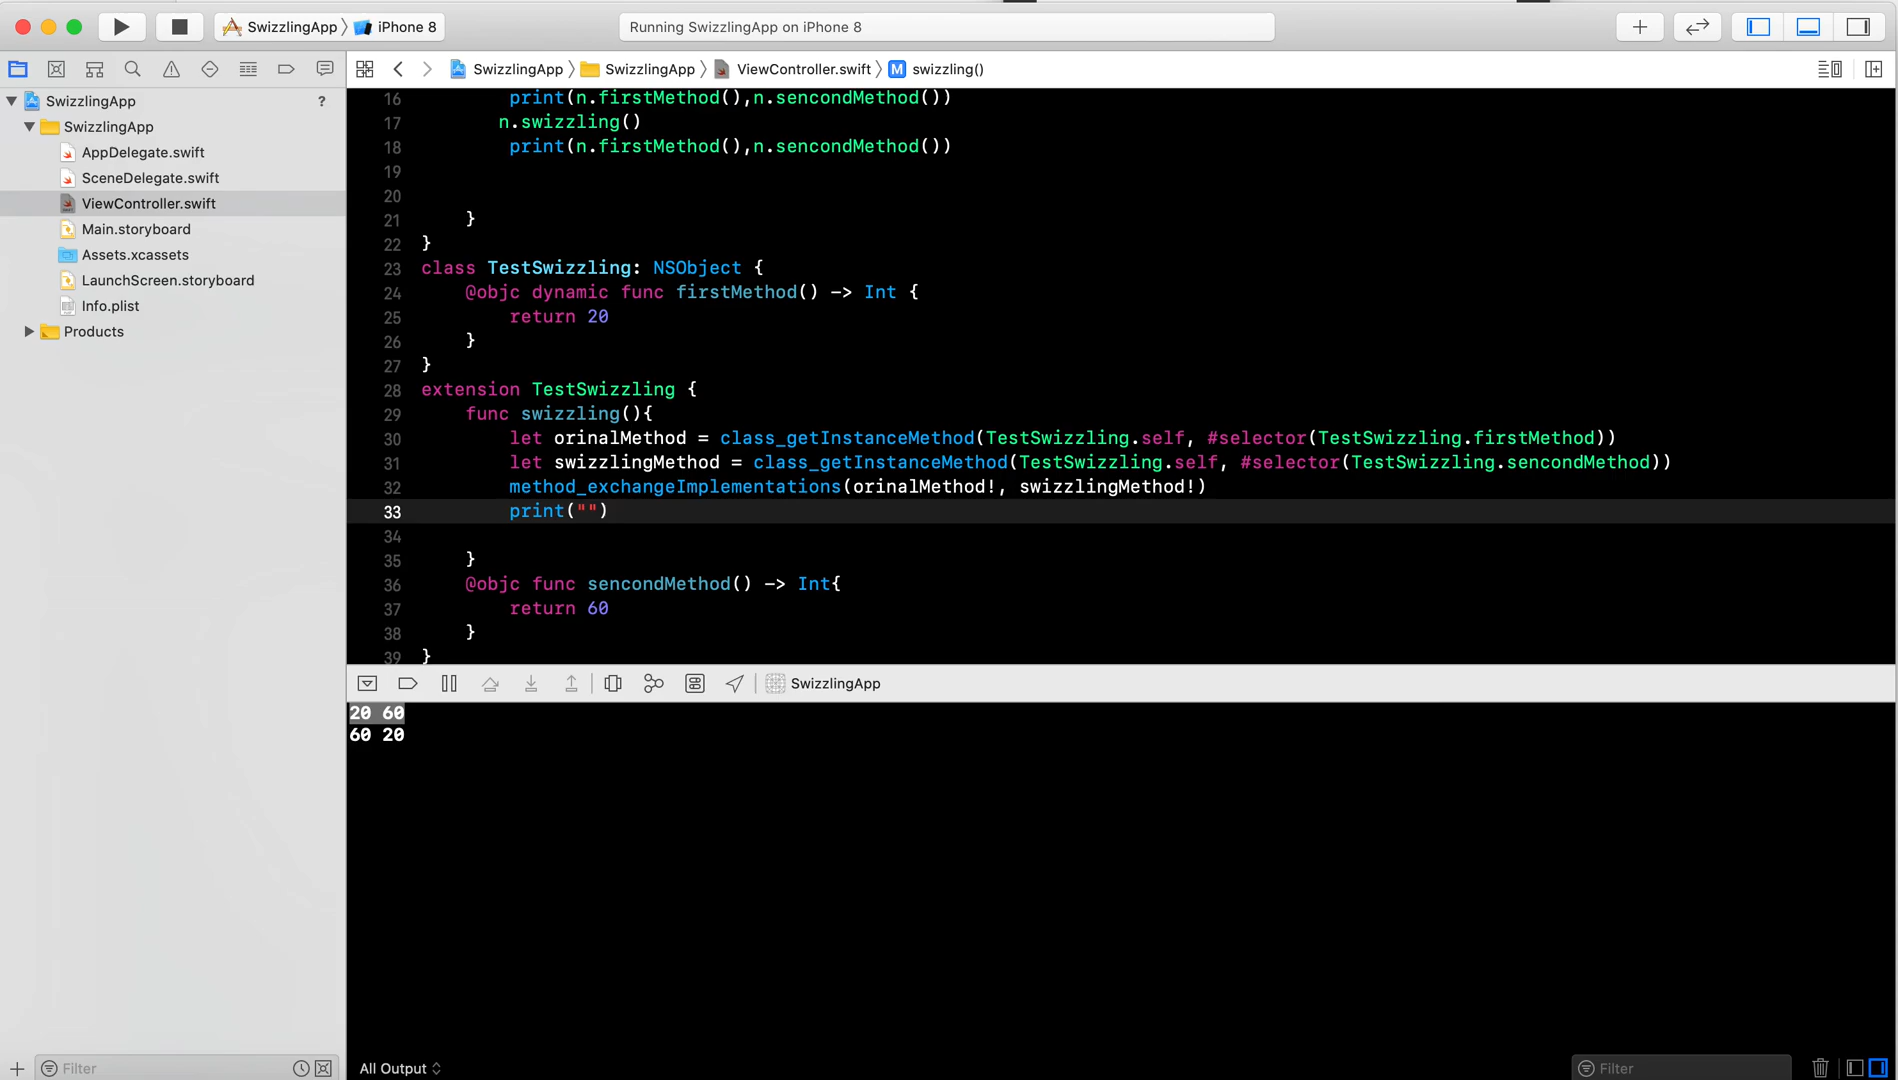 SwizzlingApp
iPhone 8
Running SwizzlingApp on iPhone 8
SwizzlingApp
SwizzlingApp
ViewController.swift
M
swizzling()
SwizzlingApp
?
SwizzlingApp
AppDelegate.swift
SceneDelegate.swift
ViewController.swift
Main.storyboard
Assets.xcassets
LaunchScreen.storyboard
Info.plist
Products
16 print(n.firstMethod(),n.sencondMethod())
17 n.swizzling()
18 print(n.firstMethod(),n.sencondMethod())
19
20
21 }
22 }
23 class TestSwizzling: NSObject {
24 @objc dynamic func firstMethod() -> Int {
25 return 20
26 }
27 }
28 extension TestSwizzling {
29 func swizzling(){
30 let orinalMethod = class_getInstanceMethod(TestSwizzling.self, #selector(TestSwizzling.firstMethod))
31 let swizzlingMethod = class_getInstanceMethod(TestSwizzling.self, #selector(TestSwizzling.sencondMethod))
32 method_exchangeImplementations(orinalMethod!, swizzlingMethod!)
33 print("")
34
35 }
36 @objc func sencondMethod() -> Int{
37 return 60
38 }
39 }
SwizzlingApp
20 60
60 20
Filter
All Output
Filter